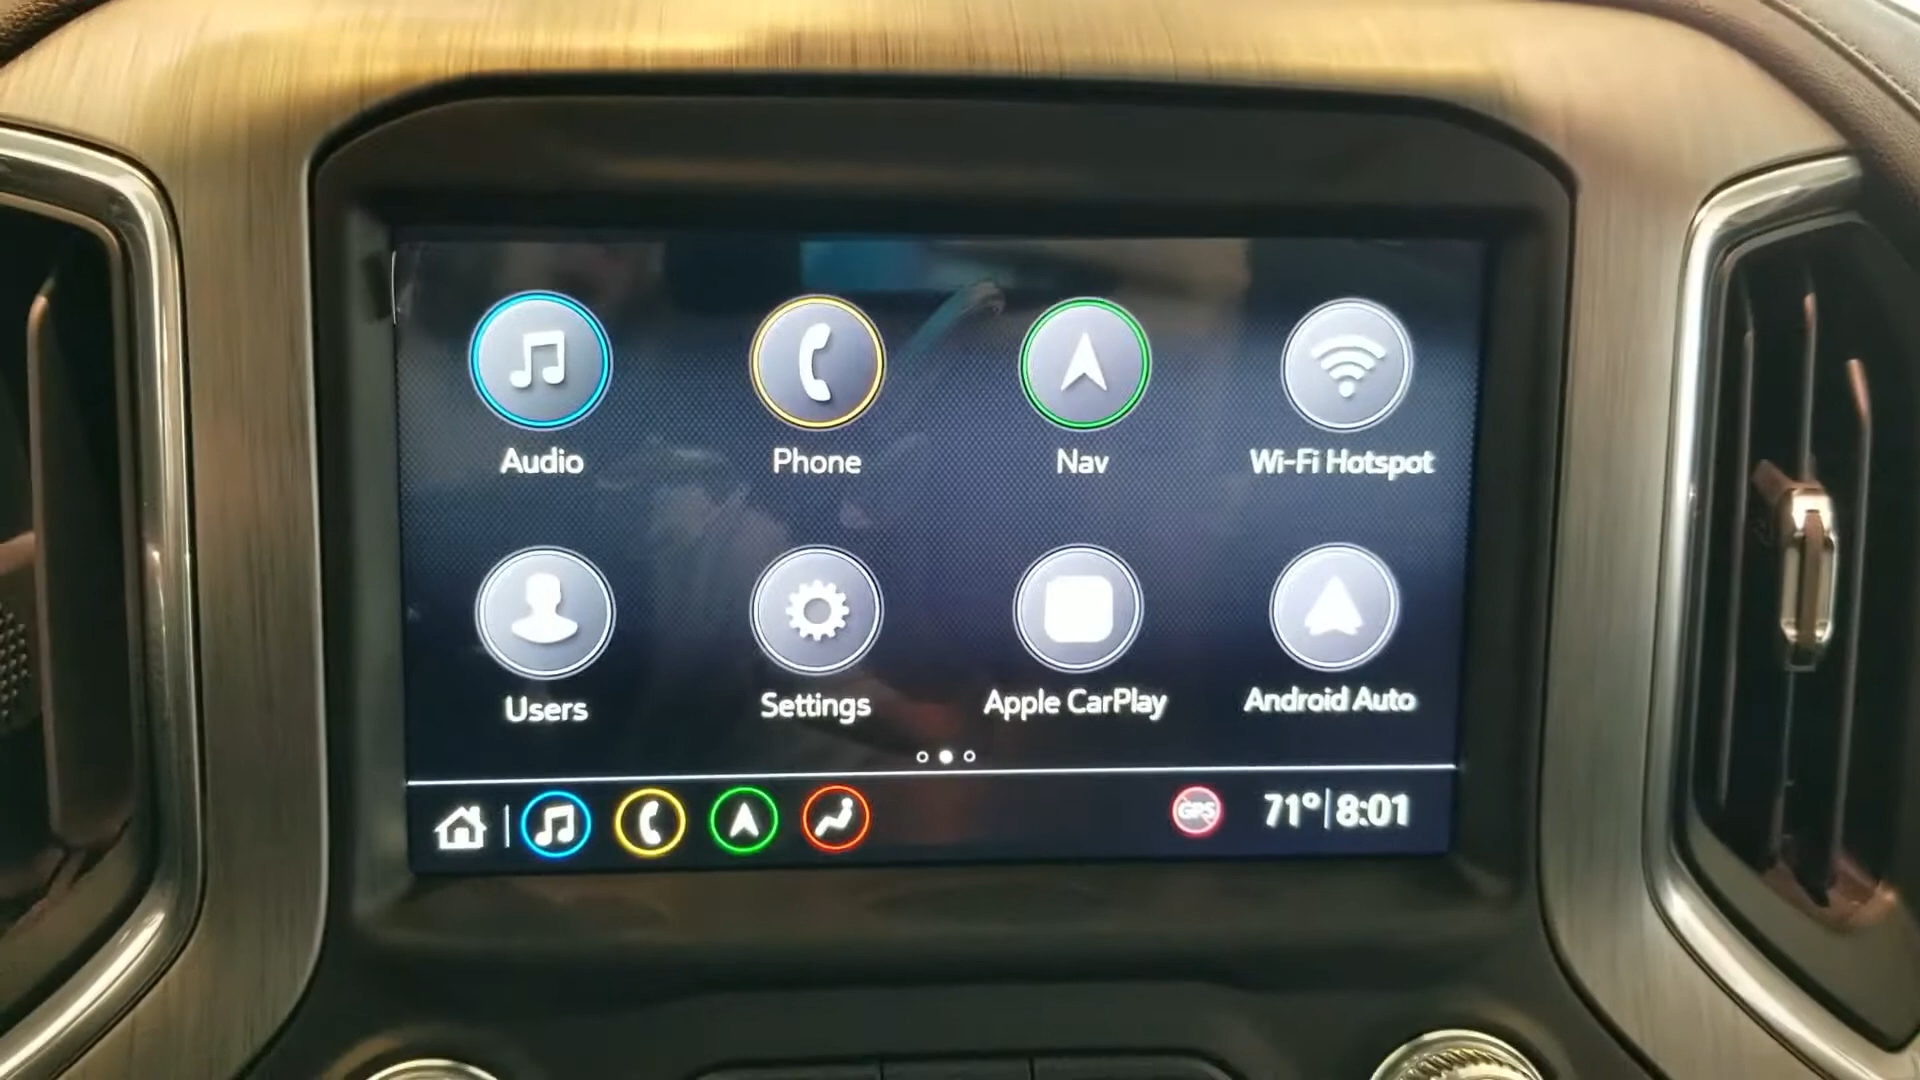 Audio Phone Nav Wi-Fi Hotspot
Users Settings Apple CarPlay Android Auto
GPS 71° 8:01